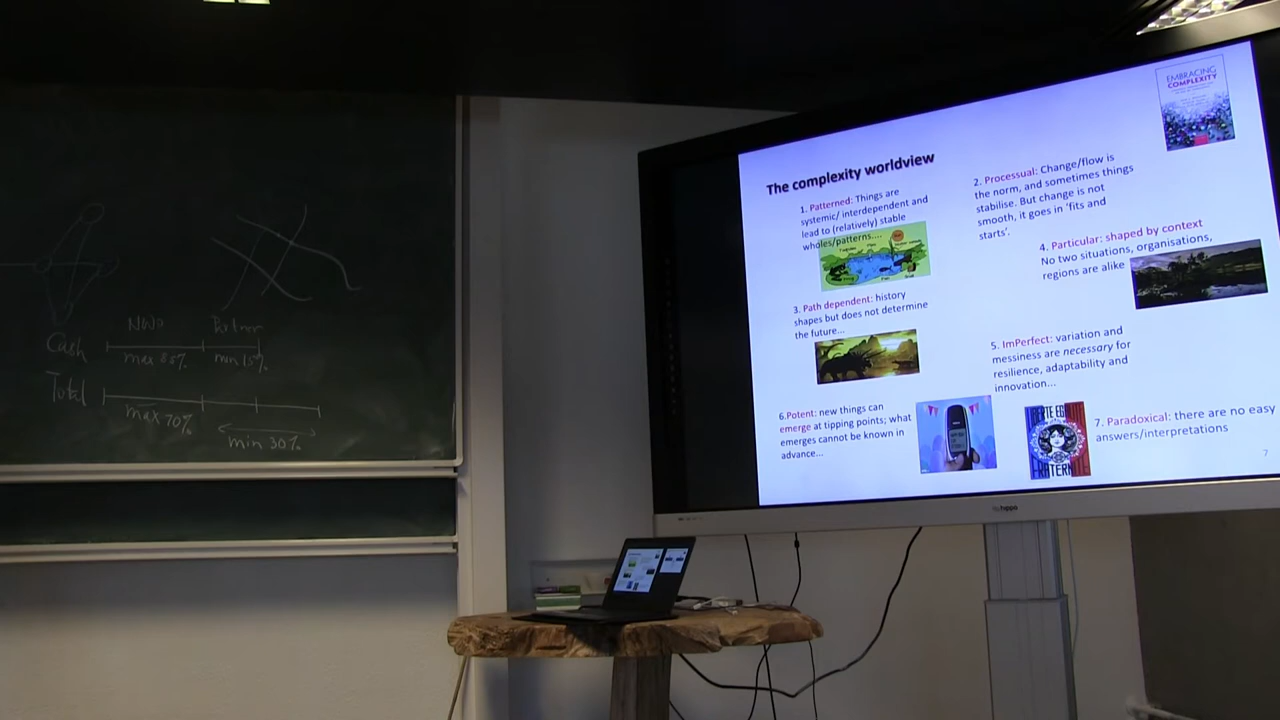 NWO
Cash
max 85%
min 15%
Total
max 70%
min 30%
EMBRACING
COMPLEXITY
The complexity worldview
1. Patterned: Things are
systemic/ interdependent and
lead to (relatively) stable
wholes/patterns....
2. Processual: Change/flow is
the norm, and sometimes things
stabilise. But change is not
smooth, it goes in 'fits and
starts'.
3. Path dependent: history
shapes but does not determine
the future...
4. Particular: shaped by context
No two situations, organisations,
regions are alike
5. ImPerfect: variation and
messiness are necessary for
resilience, adaptability and
innovation...
6.Potent: new things can
emerge at tipping points; what
emerges cannot be known in
advance...
LIBERTE EGALITE
FRATERNITE
7. Paradoxical: there are no easy
answers/interpretations
7
hippo